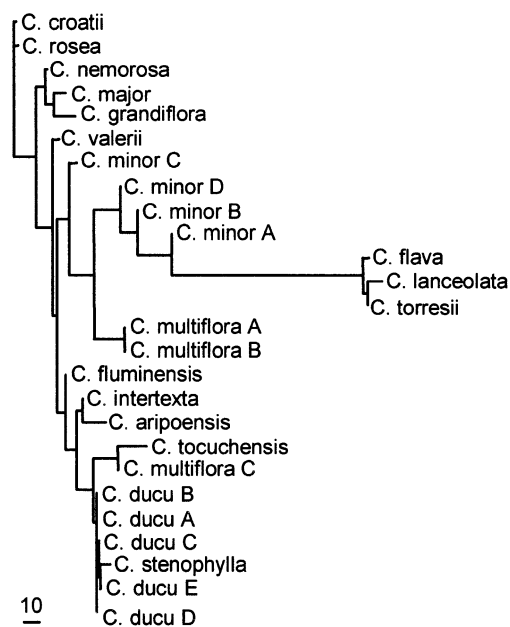 C. croatii
C. rosea
C. nemorosa
C. major
C. grandiflora
C. valerii
C. minor C
C. minor D
C. minor B
C. minor A
C. flava
C. lanceolata
C. torresii
C. multiflora A
C. multiflora B
C. fluminensis
C. intertexta
C. aripoensis
C. tocuchensis
C. multiflora C
C. ducu B
C. ducu A
C. ducu C
C. stenophylla
C. ducu E
10
C. ducu D